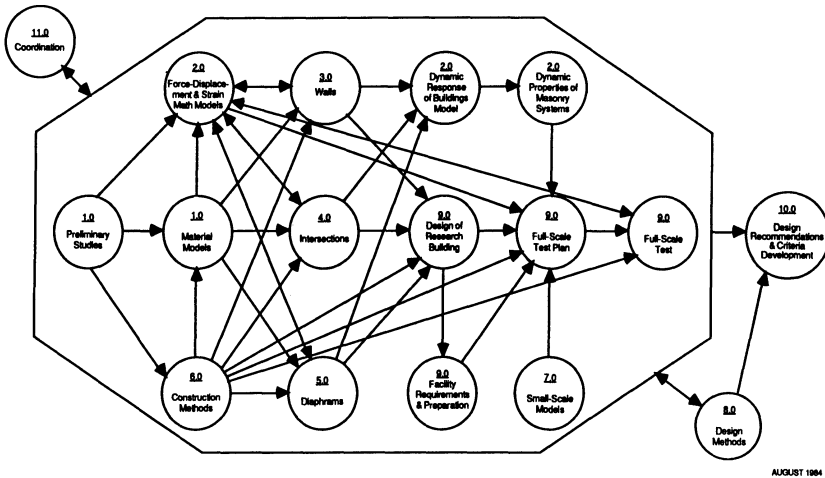 11.0
Coordination
2.0
Force-Displace-
ment & Strain
Math Models
3.0
Walls
2.0
Dynamic
Response
of Buildings
Model
2.0
Dynamic
Properties of
Masonry
Systems
1.0
Preliminary
Studies
1.0
Material
Models
4.0
Intersections
9.0
Design of
Research
Building
9.0
Full-Scale
Test Plan
9.0
Full-Scale
Test
10.0
Design
Recommendations
& Criteria
Development
6.0
Construction
Methods
5.0
Diaphrams
9.0
Facility
Requirements
& Preparation
7.0
Small-Scale
Models
8.0
Design
Methods
AUGUST 1984